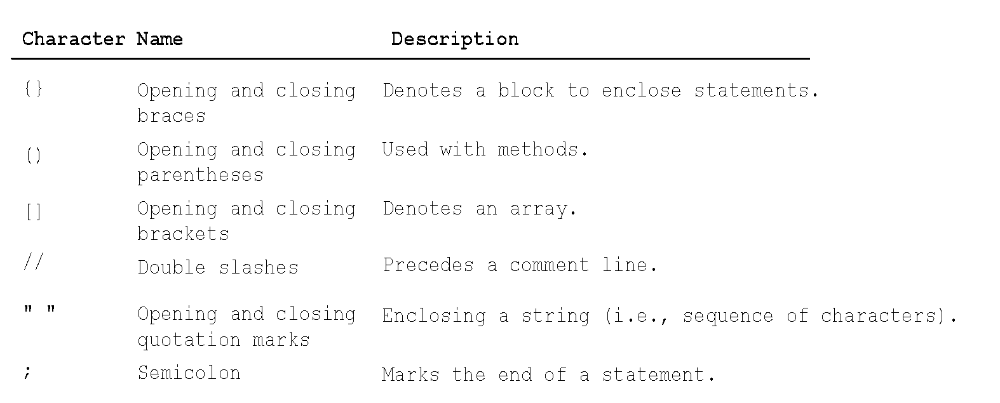 Character Name Description
{} Opening and closing Denotes a block to enclose statements.
braces
() Opening and closing Used with methods.
parentheses
[] Opening and closing Denotes an array.
brackets
// Double slashes Precedes a comment line.
" " Opening and closing Enclosing a string (i.e., sequence of characters).
quotation marks
; Semicolon Marks the end of a statement.